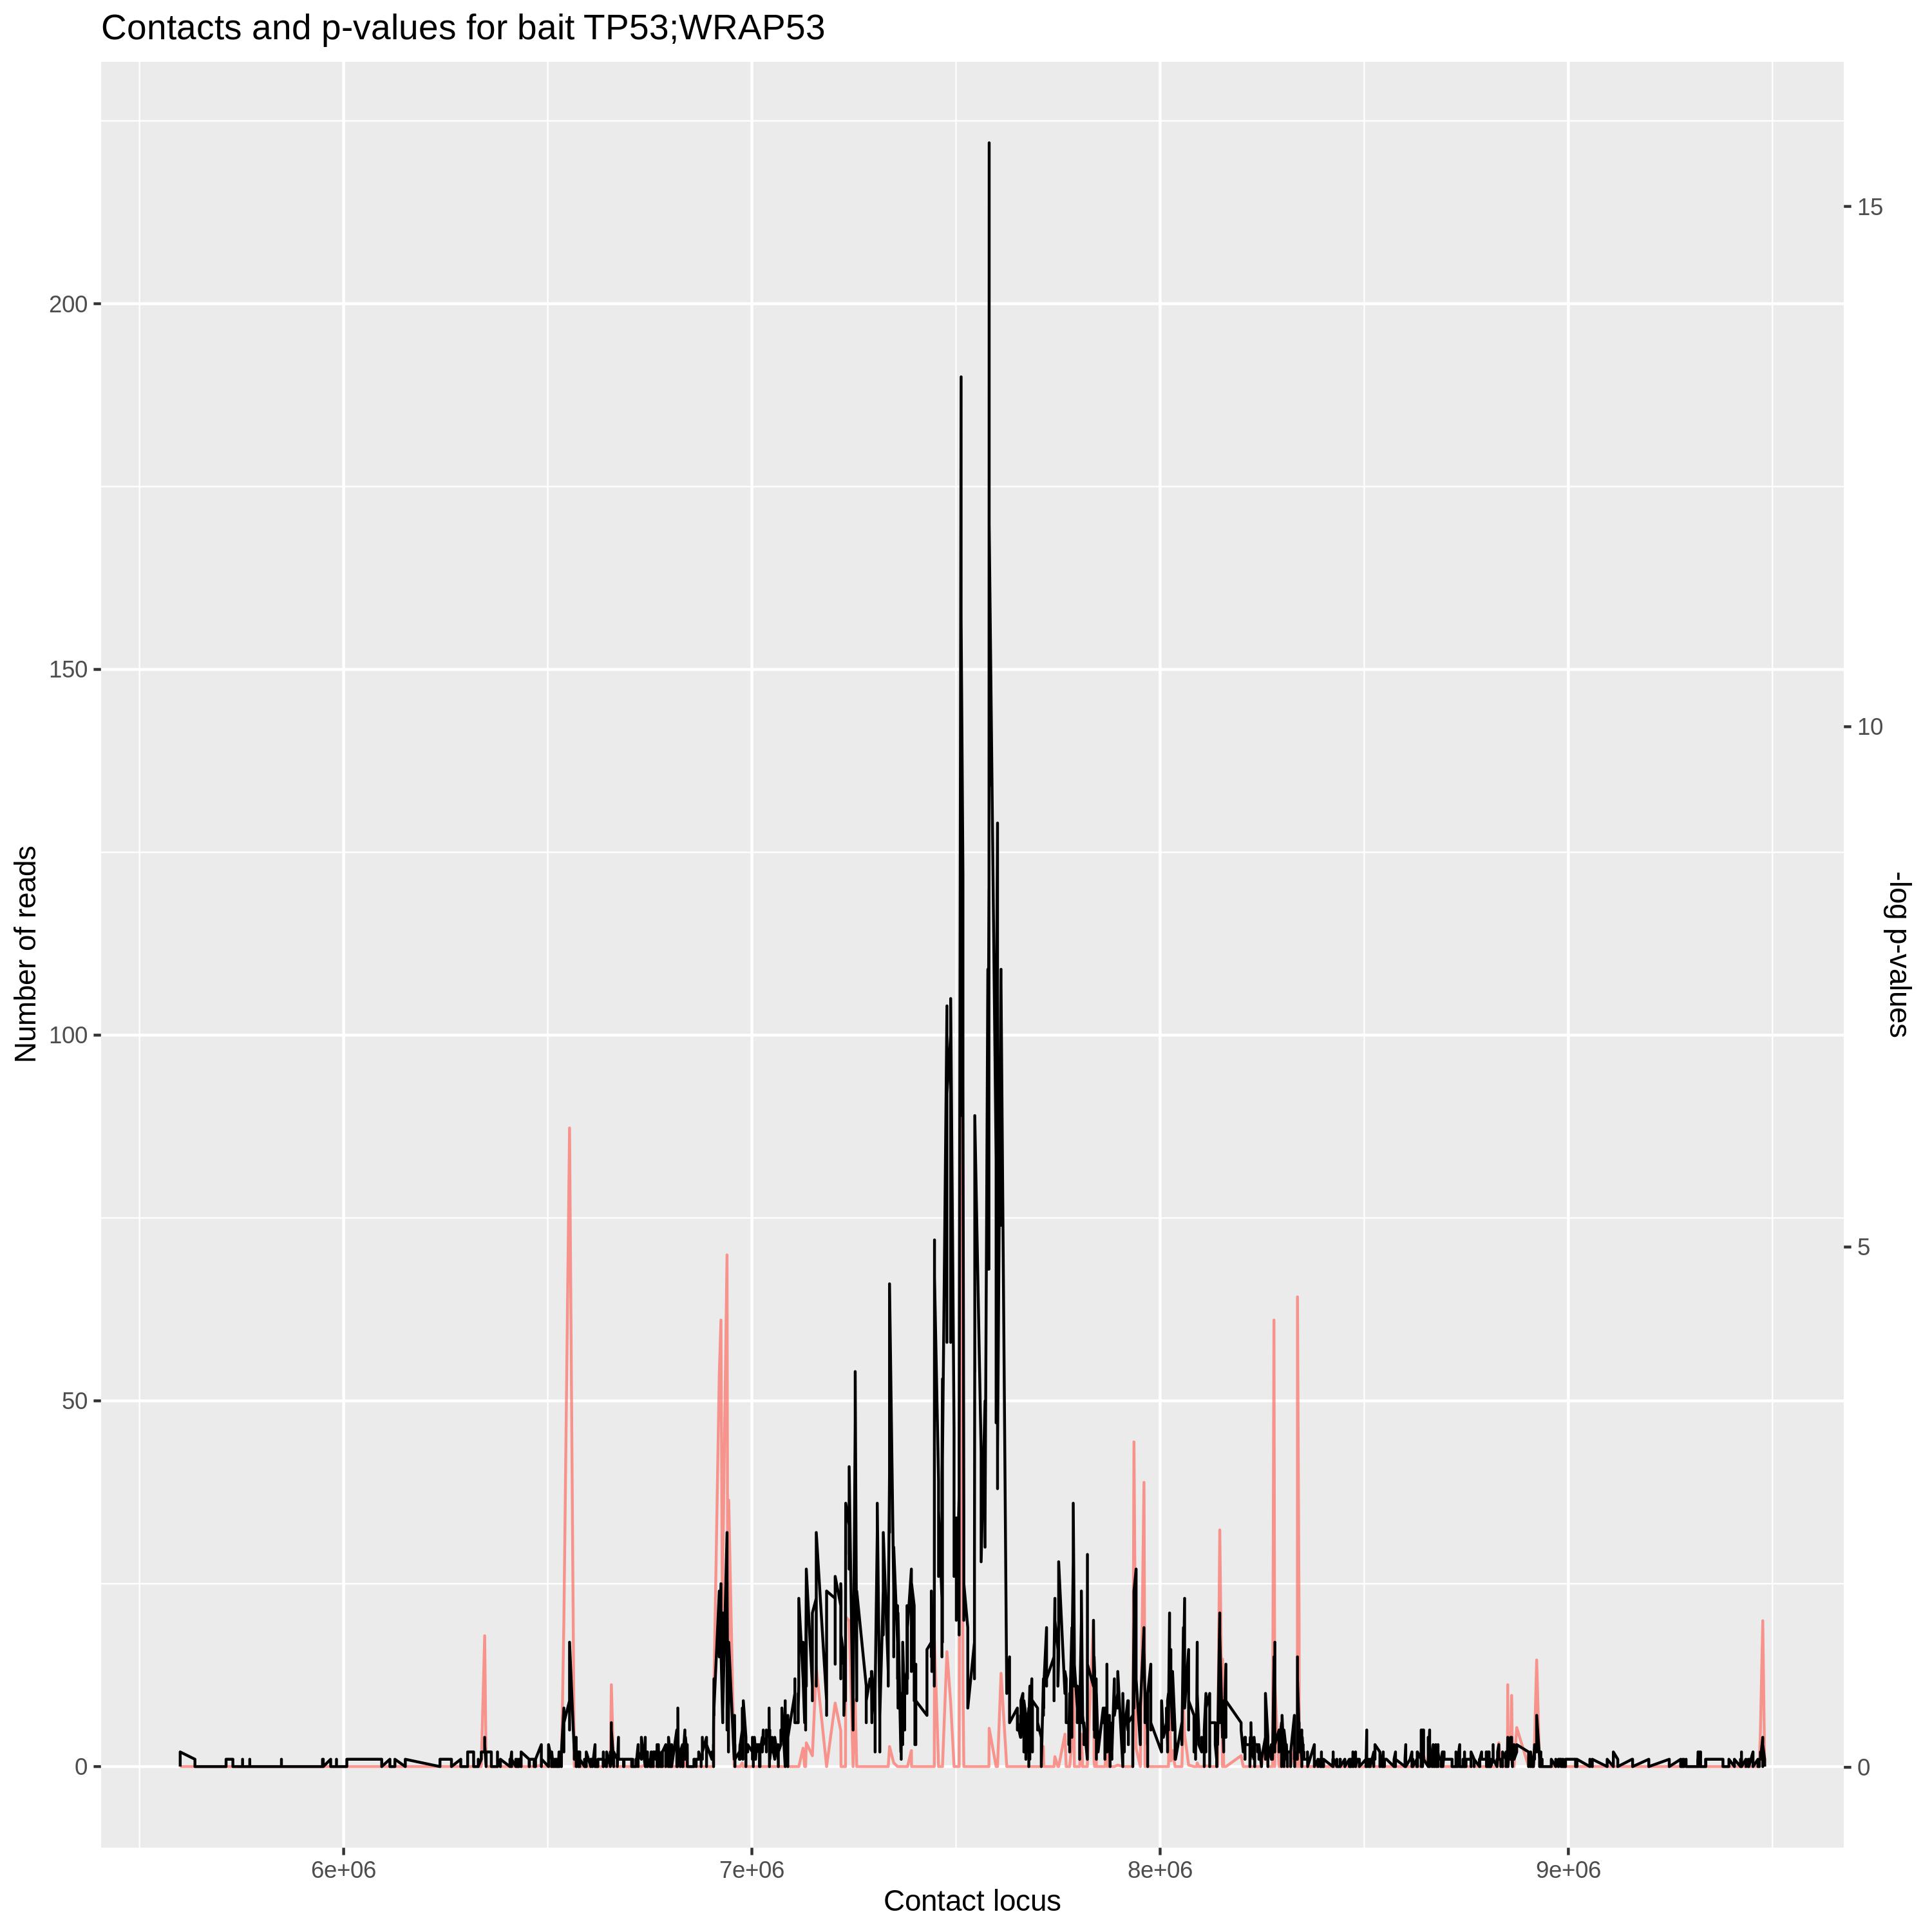 Contacts and p-values for bait TP53;WRAP53
Number of reads
200
150
100
50
0
15
10
5
0
-log p-values
6e+06
7e+06
8e+06
9e+06
Contact locus